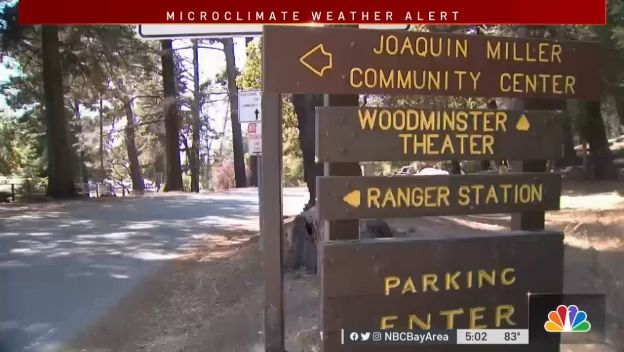 MICROCLIMATE WEATHER ALERT
JOAQUIN MILLER
COMMUNITY CENTER
WOODMINSTER
THEATER
RANGER STATION
PARKING
ENTER
NBCBayArea
5:02 83°